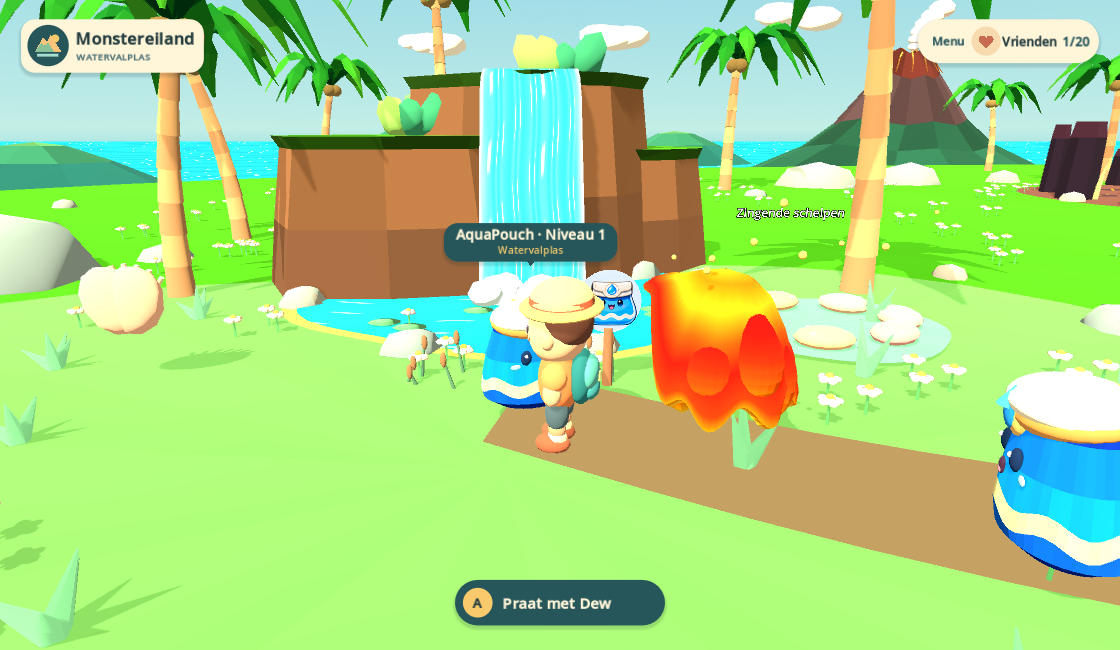 Monstereiland
WATERVALPLAS
Menu
Vrienden 1/20
Zingende schelpen
AquaPouch · Niveau 1
Watervalplas
A Praat met Dew